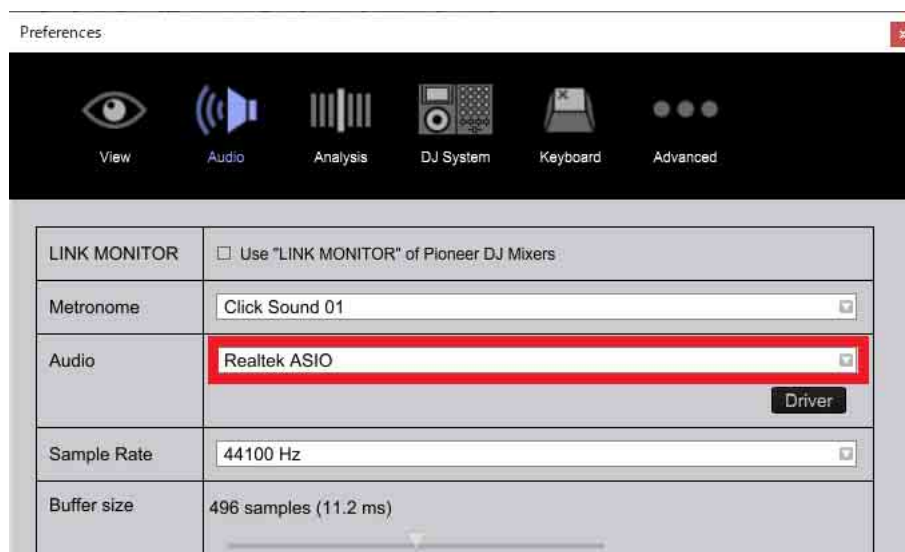 Preferences
View Audio Analysis DJ System Keyboard Advanced
LINK MONITOR Use "LINK MONITOR" of Pioneer DJ Mixers
Metronome Click Sound 01
Audio Realtek ASIO
Driver
Sample Rate 44100 Hz
Buffer size 496 samples (11.2 ms)